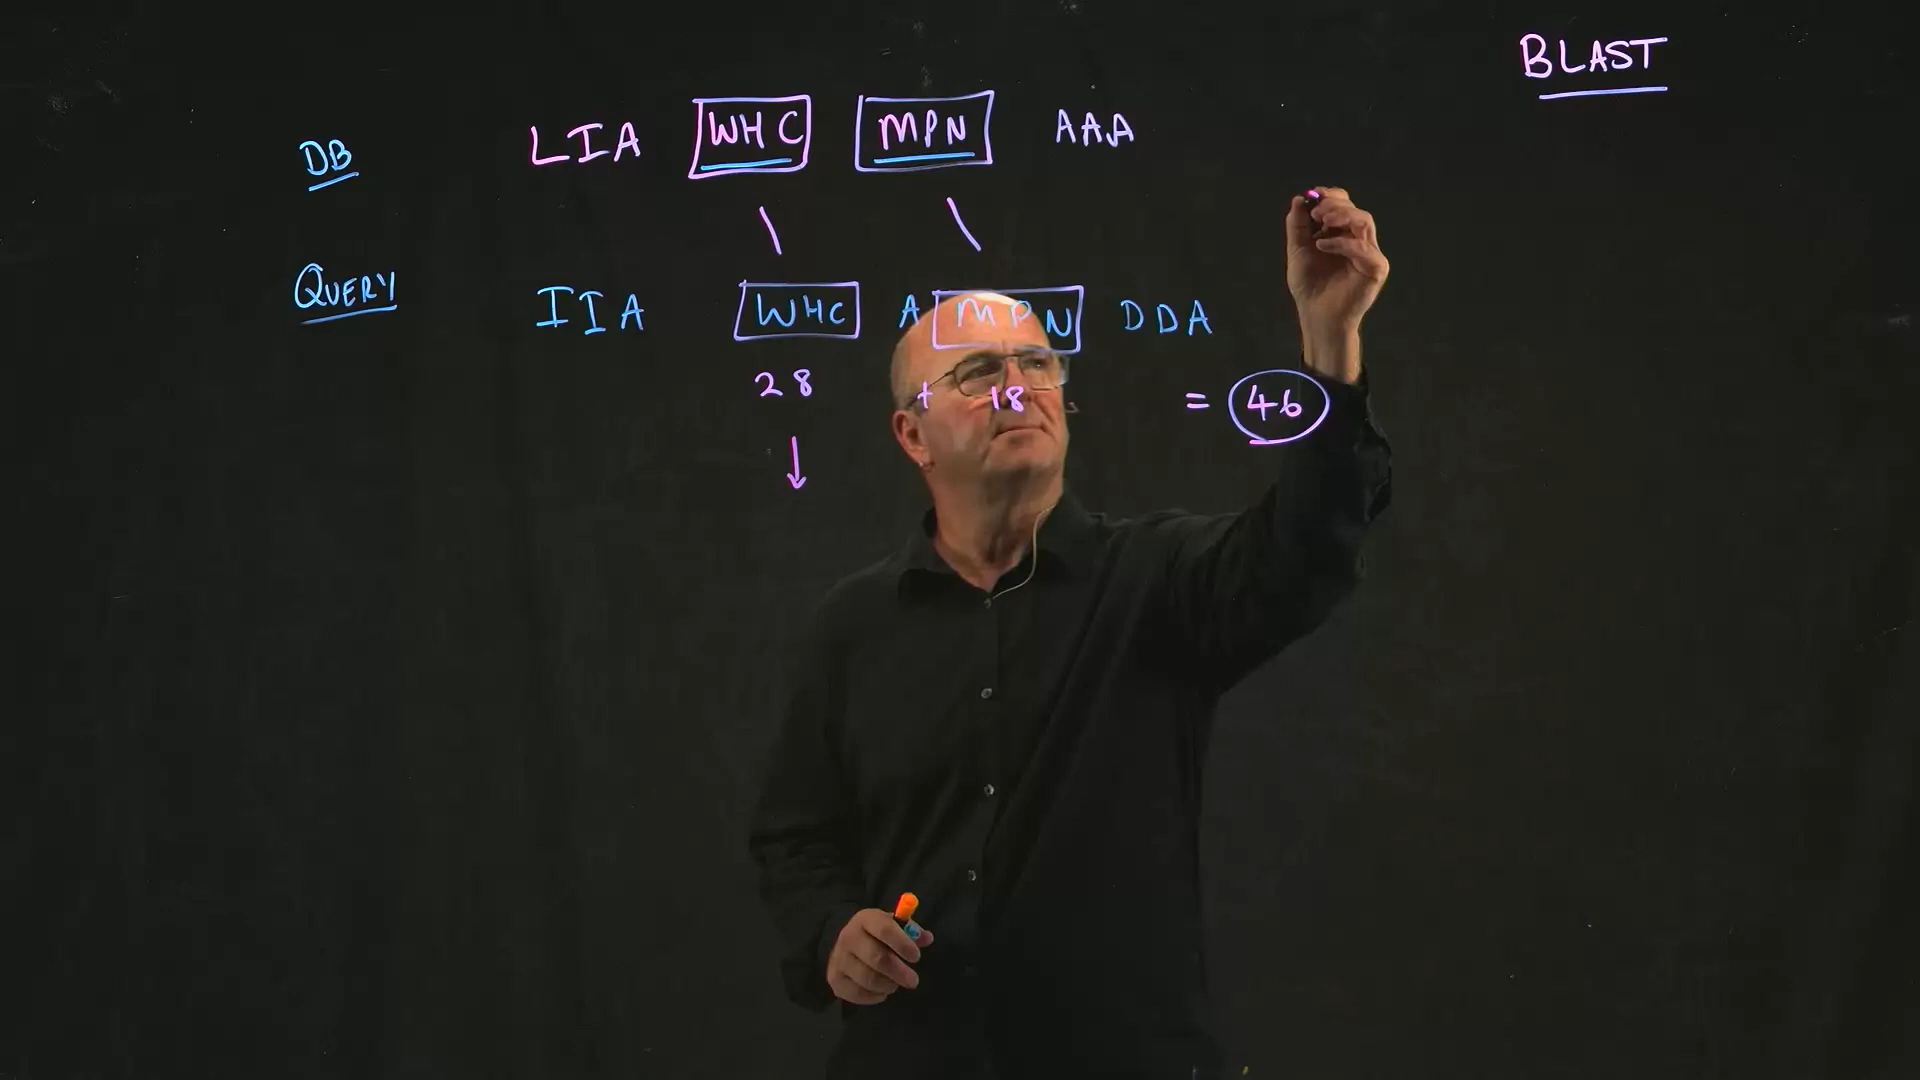 BLAST
DB LIA WHC MPN AAA
QUERY IIA WHC A MPN DDA
28 + 18 = 46